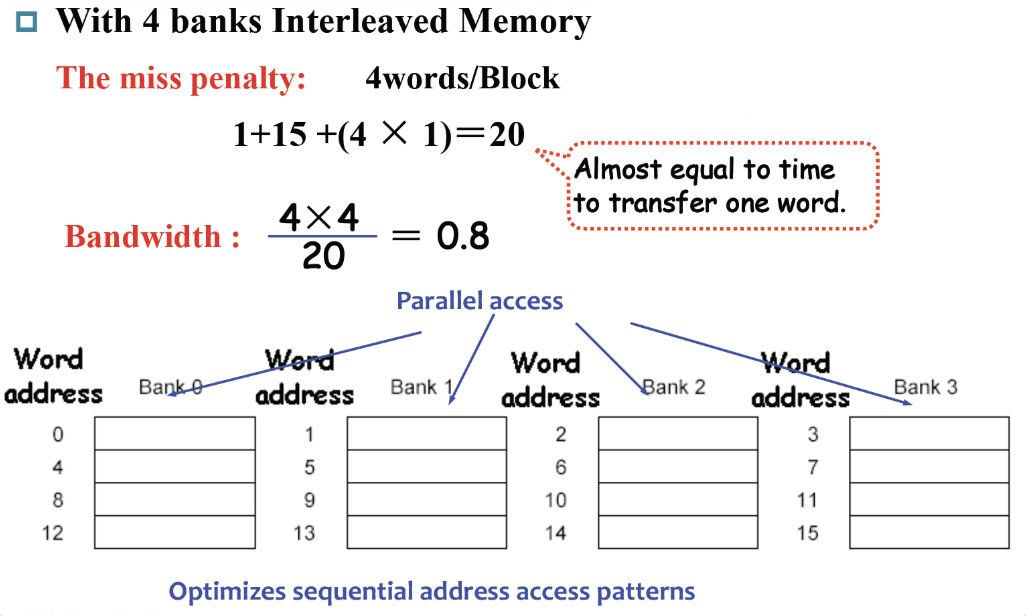 With 4 banks Interleaved Memory
The miss penalty: 4words/Block
1+15 +(4 × 1)=20
Almost equal to time
to transfer one word.
Bandwidth : 4×4
20
= 0.8
Parallel access
Word Word Word Word
address Bank 0 address Bank 1 address Bank 2 address Bank 3
0 1 2 3
4 5 6 7
8 9 10 11
12 13 14 15
Optimizes sequential address access patterns